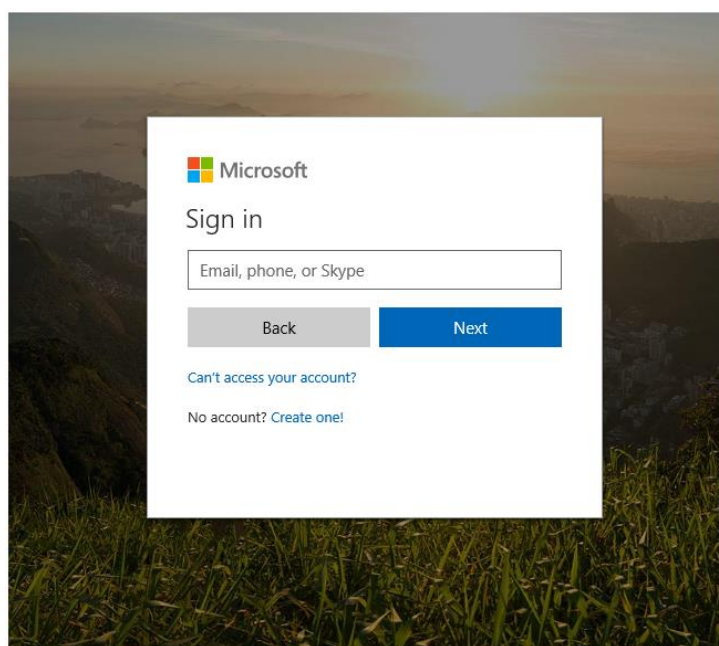 Microsoft
Sign in
Email, phone, or Skype
Back Next
Can't access your account?
No account? Create one!